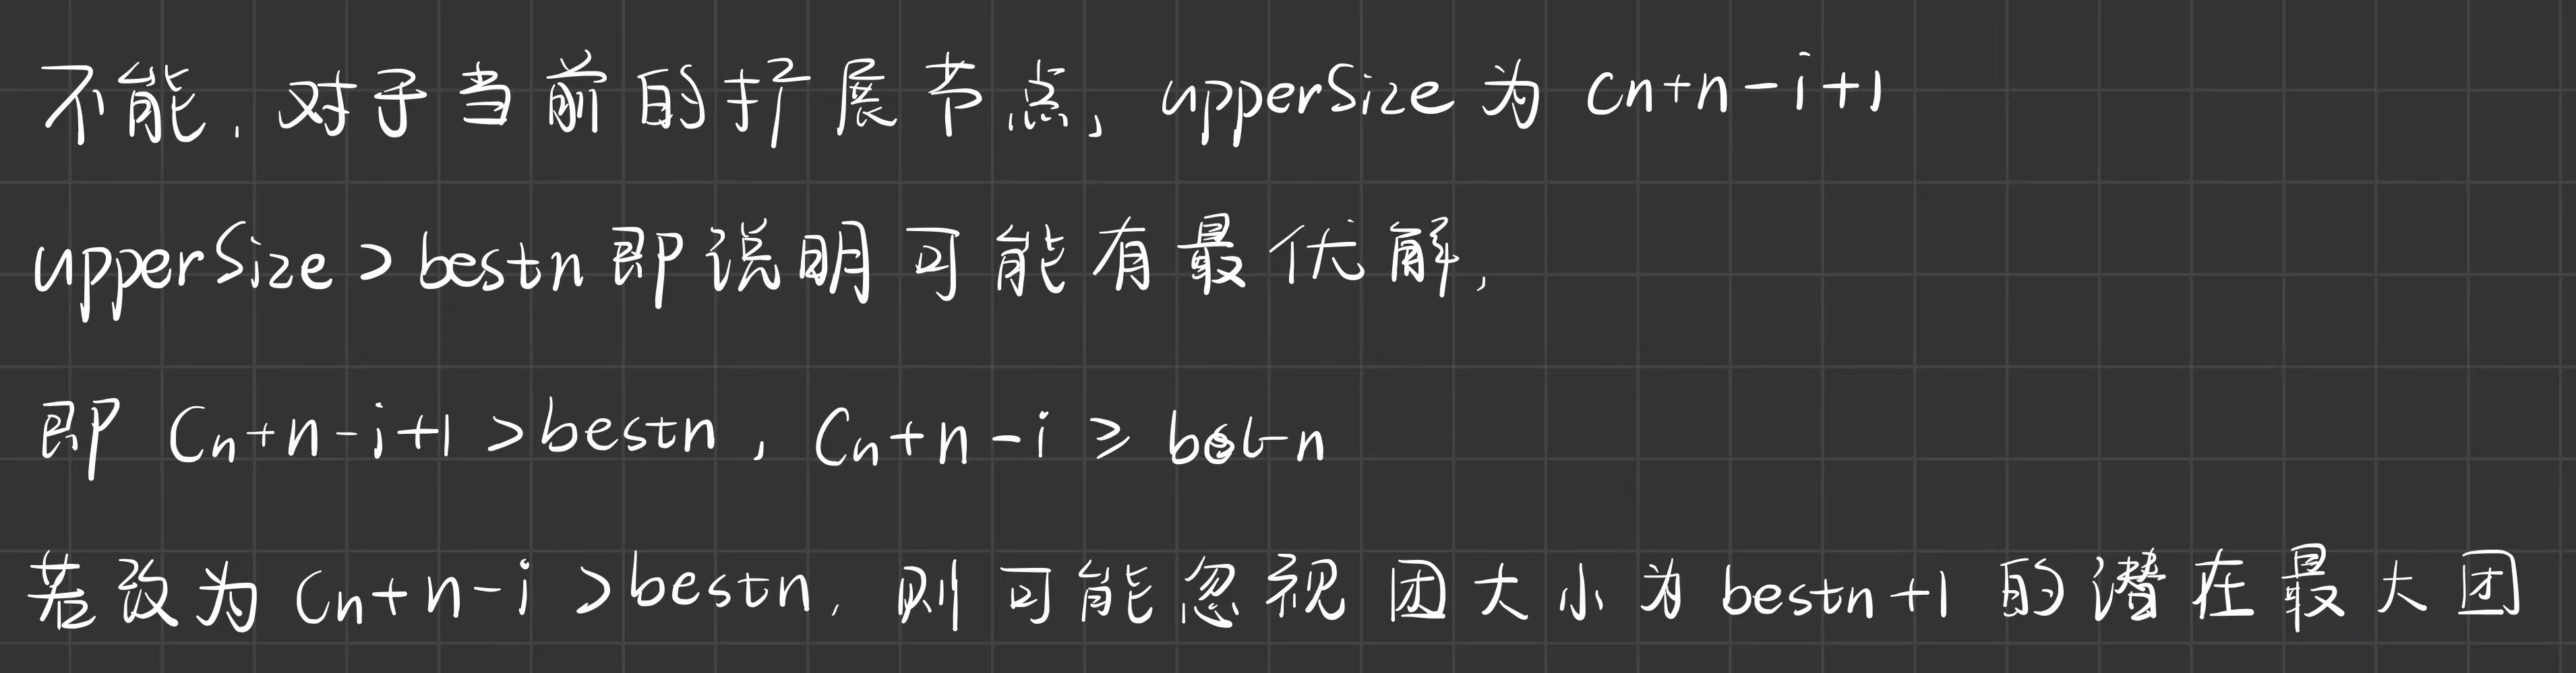 不能，对于当前的扩展节点，upperSize 为 cn+n-i+1
upperSize > bestn 即说明可能有最优解，
即 Cn+n-i+1 >bestn，Cn+n-i ≥ bestn
若改为 Cn+n-i >bestn，则可能忽视团大小为 bestn+1 的潜在最大团